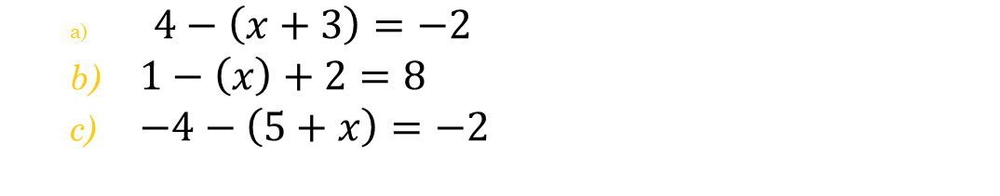 a) 4 − (x + 3) = −2
b) 1 − (x) + 2 = 8
c) −4 − (5 + x) = −2